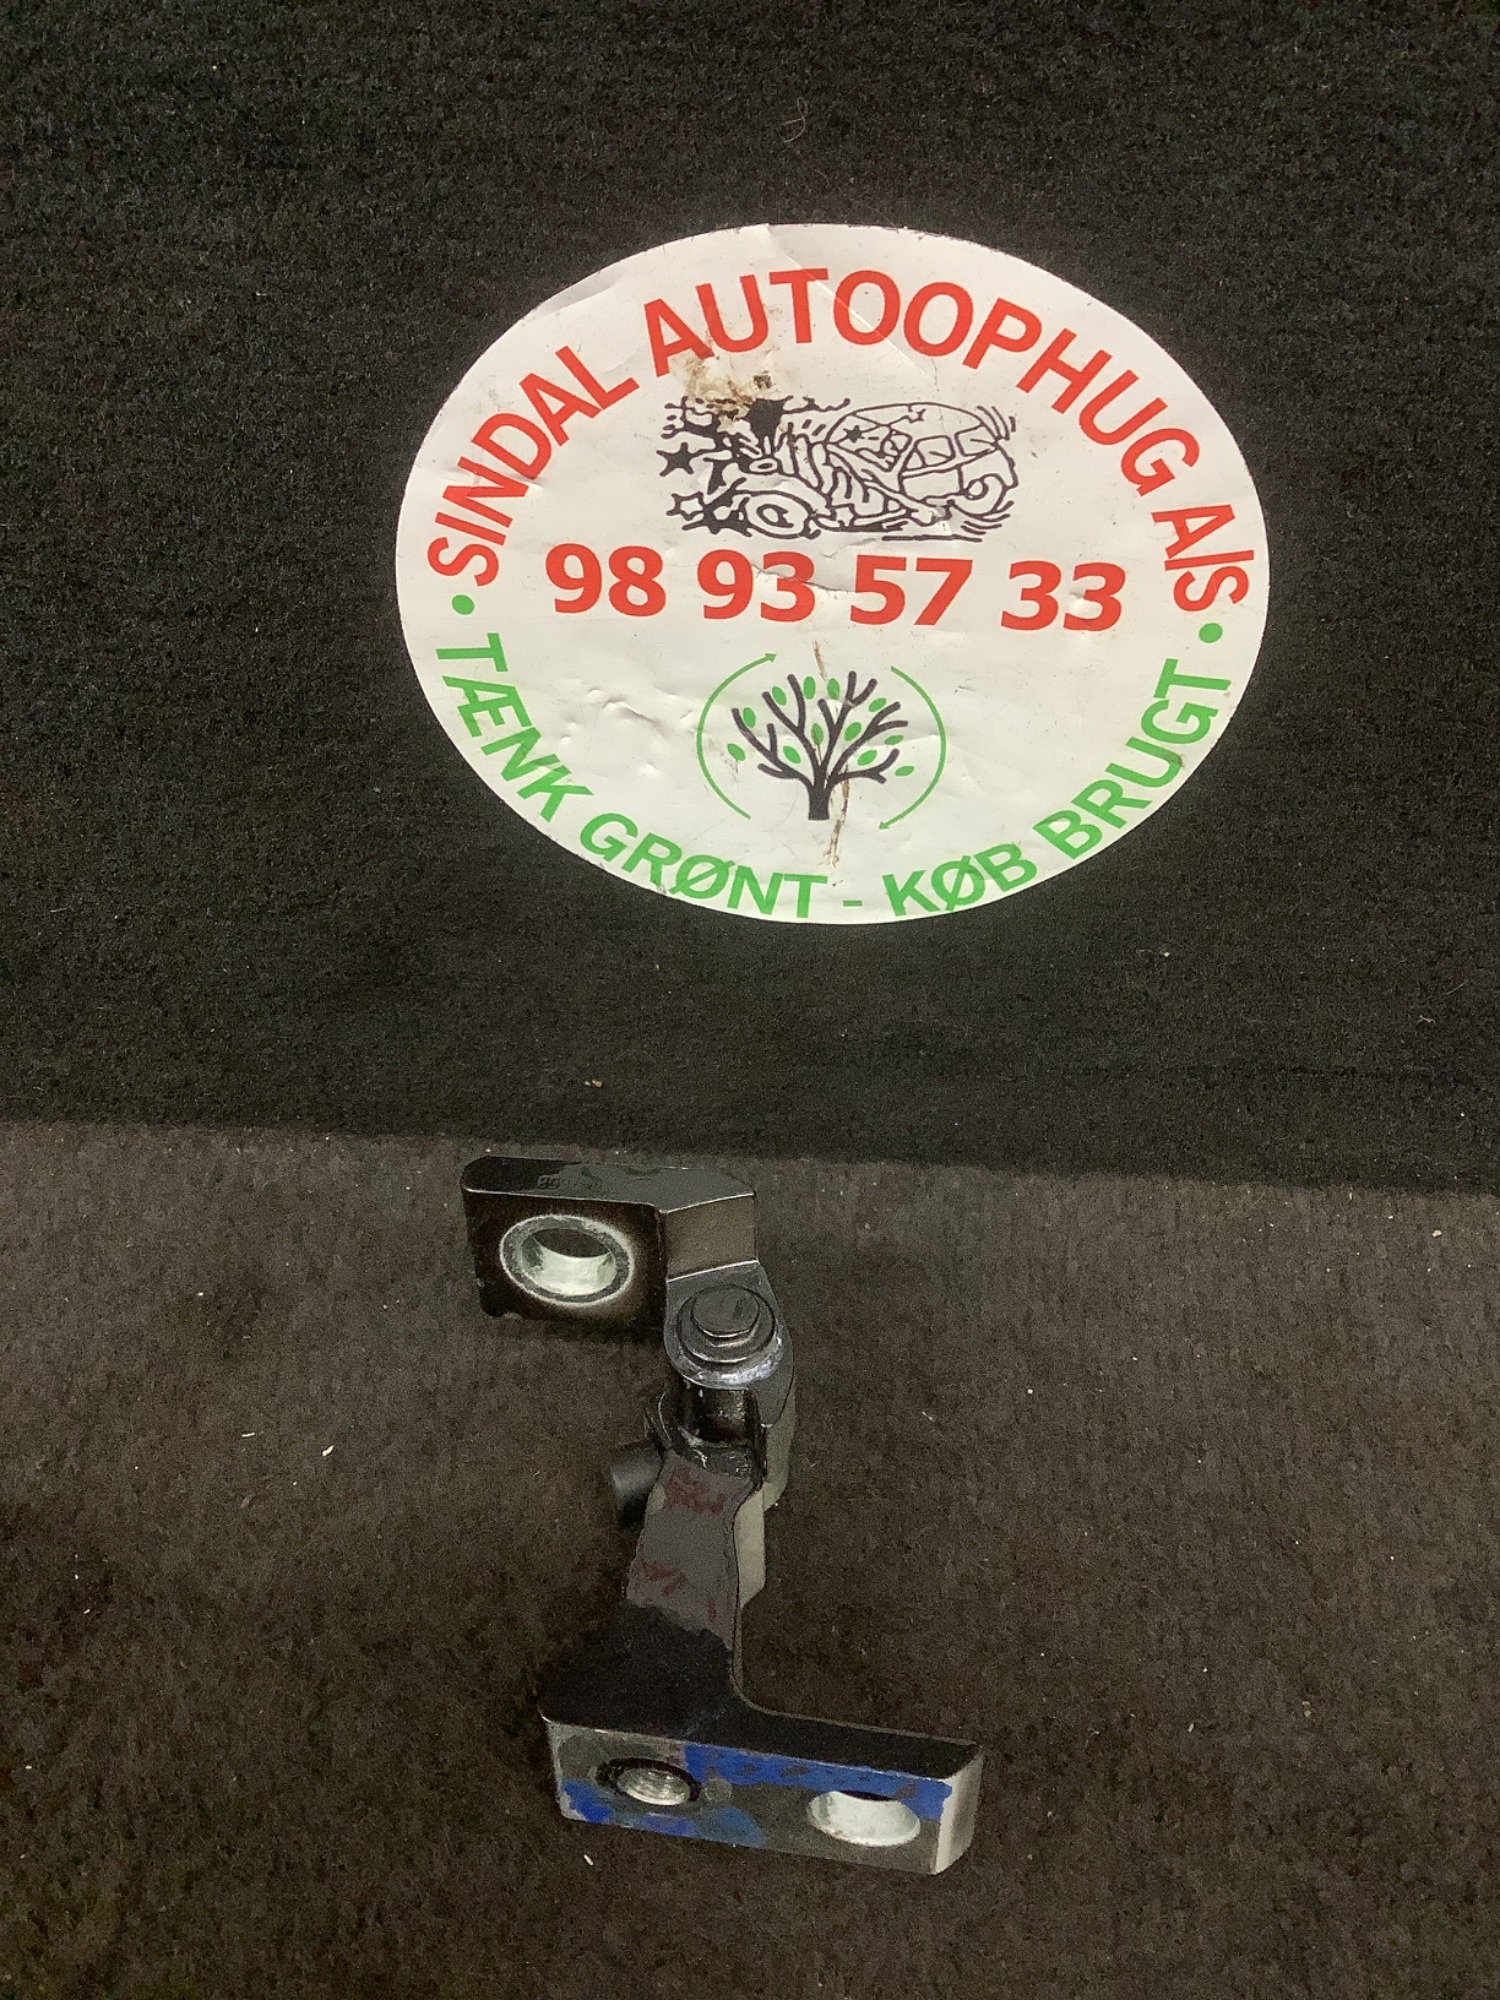 SINDAL AUTOOPHUG A/S
98 93 57 33
TÆNK GRØNT - KØB BRUGT